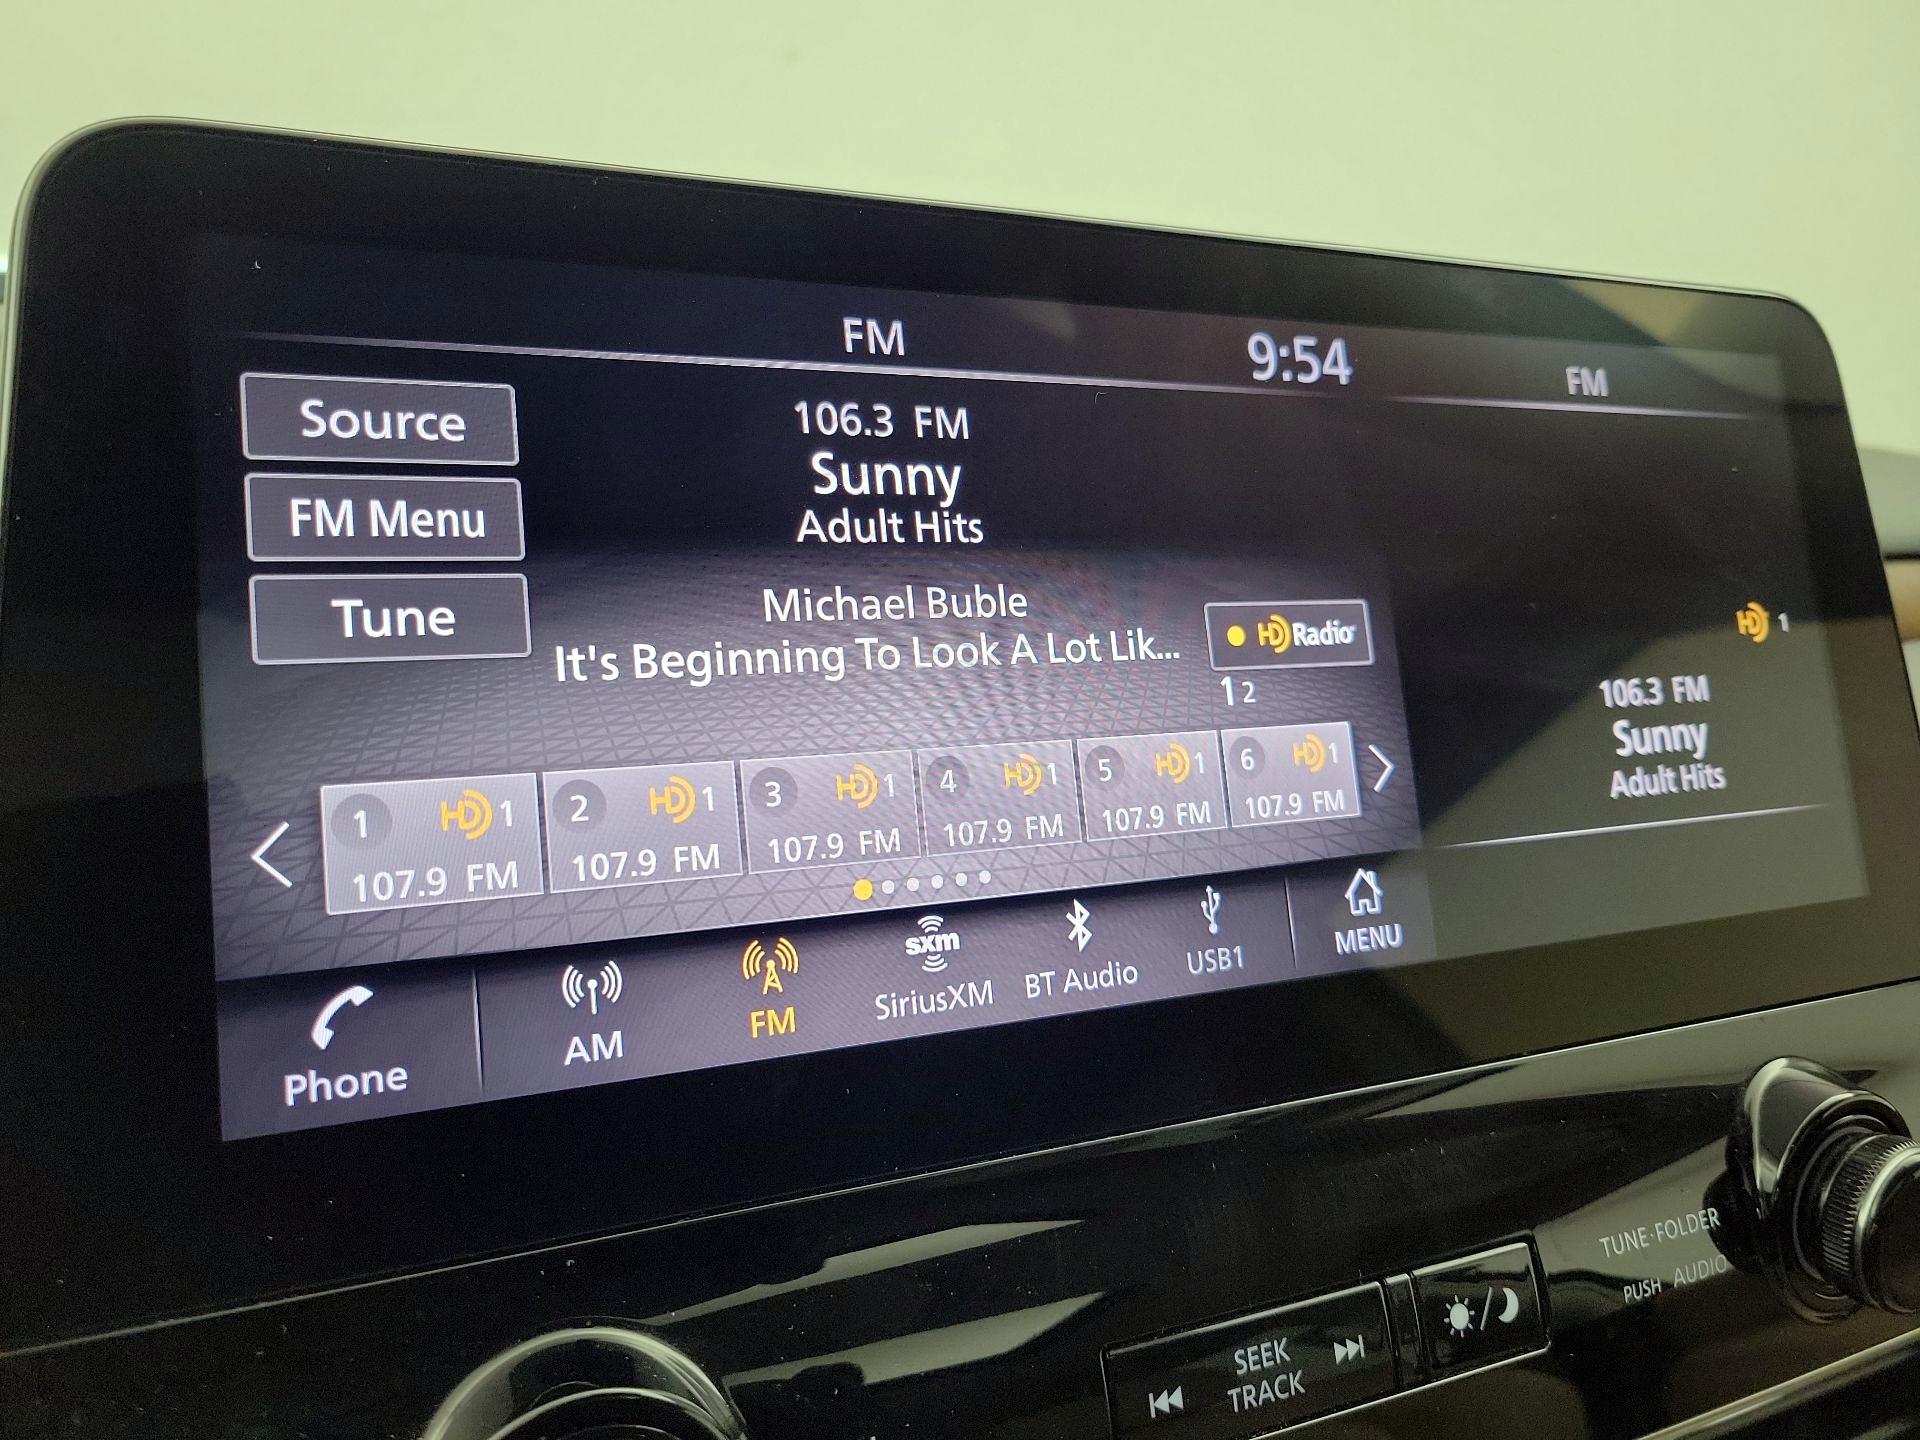 FM
9:54
FM
Source
FM Menu
Tune
106.3 FM
Sunny
Adult Hits
Michael Buble
It's Beginning To Look A Lot Lik...
HD Radio
1 2
HD 1
106.3 FM
Sunny
Adult Hits
1 HD 1
107.9 FM
2 HD 1
107.9 FM
3 HD 1
107.9 FM
4 HD 1
107.9 FM
5 HD 1
107.9 FM
6 HD 1
107.9 FM
Phone
AM
FM
sxm
SiriusXM
BT Audio
USB1
MENU
TUNE·FOLDER
PUSH AUDIO
SEEK
TRACK